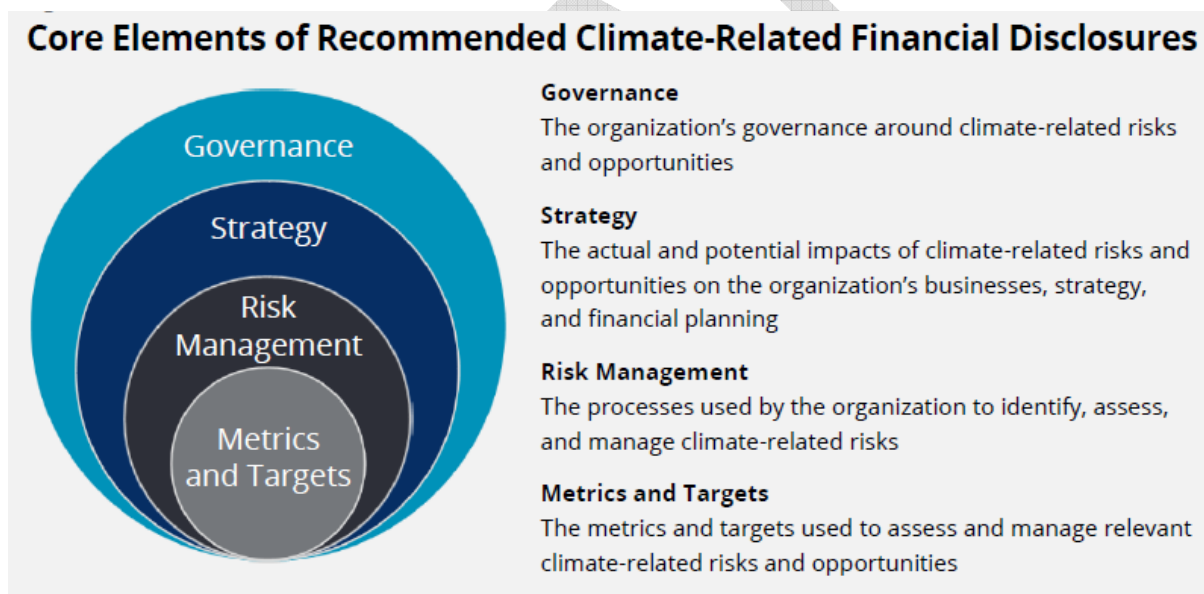 Core Elements of Recommended Climate-Related Financial Disclosures
Governance
Strategy
Risk
Management
Metrics
and Targets
Governance
The organization’s governance around climate-related risks
and opportunities
Strategy
The actual and potential impacts of climate-related risks and
opportunities on the organization’s businesses, strategy,
and financial planning
Risk Management
The processes used by the organization to identify, assess,
and manage climate-related risks
Metrics and Targets
The metrics and targets used to assess and manage relevant
climate-related risks and opportunities